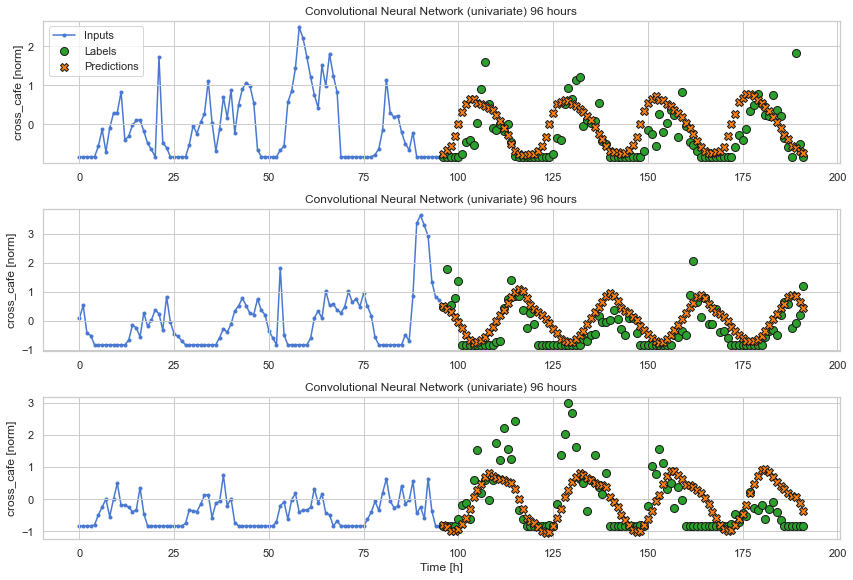 Convolutional Neural Network (univariate) 96 hours
Inputs
Labels
Predictions
cross_cafe [norm]
2
1
0
0 25 50 75 100 125 150 175 200
Convolutional Neural Network (univariate) 96 hours
cross_cafe [norm]
3
2
1
0
−1
0 25 50 75 100 125 150 175 200
Convolutional Neural Network (univariate) 96 hours
cross_cafe [norm]
3
2
1
0
−1
0 25 50 75 100 125 150 175 200
Time [h]